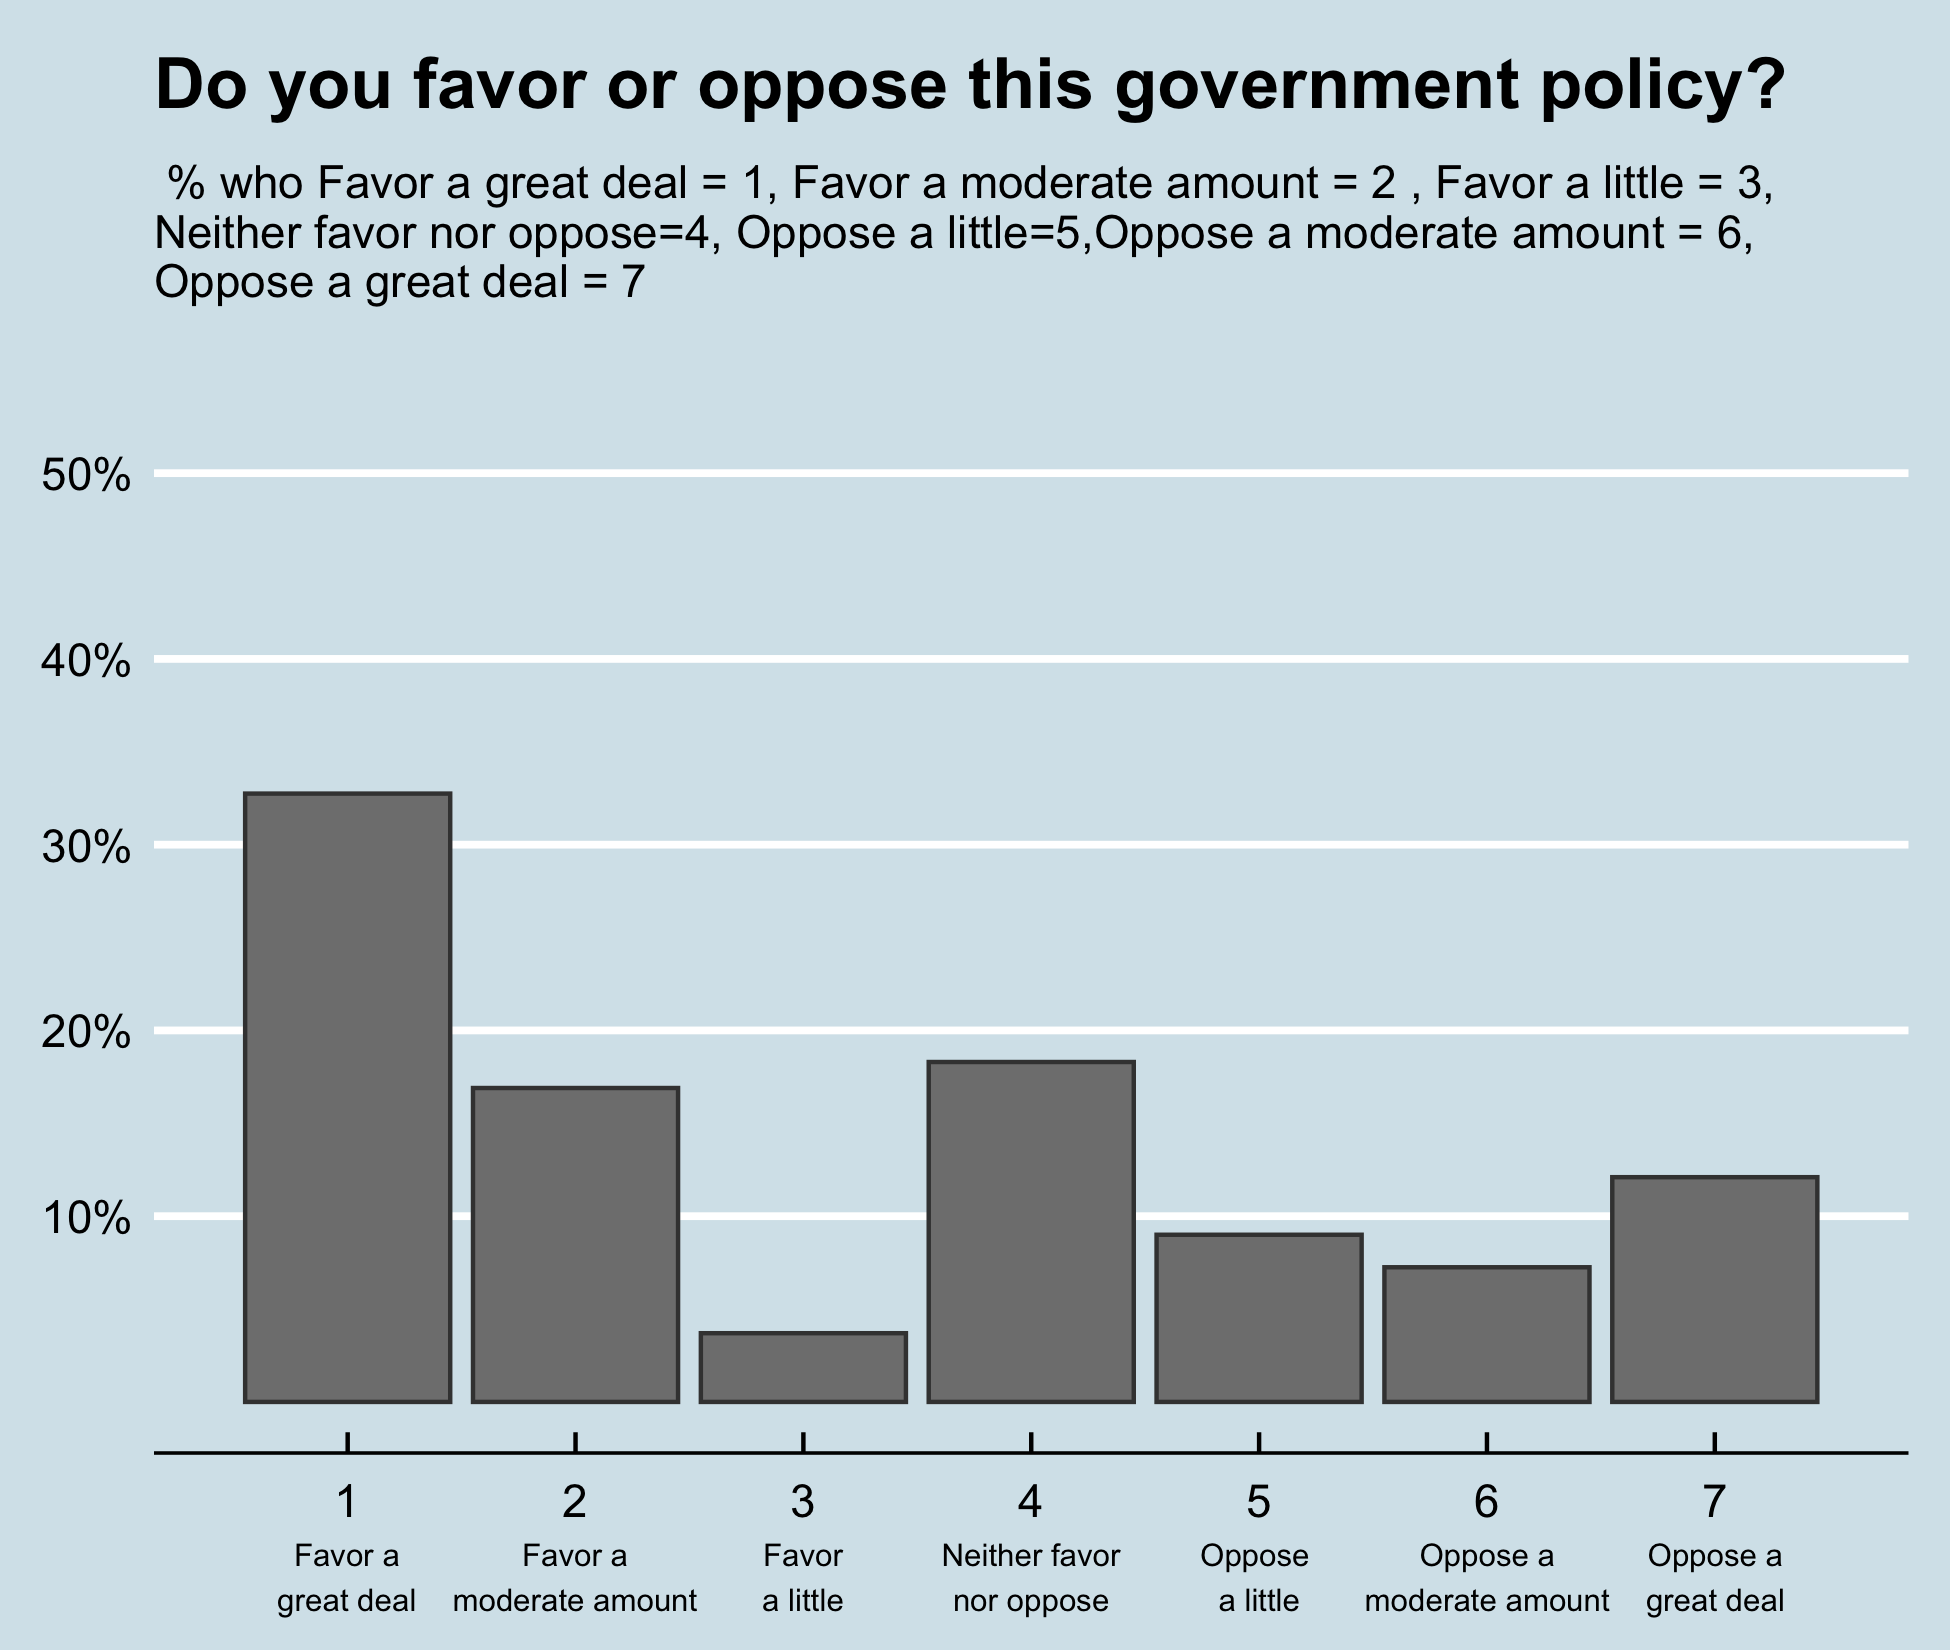 Do you favor or oppose this government policy?
% who Favor a great deal = 1, Favor a moderate amount = 2 , Favor a little = 3,
Neither favor nor oppose=4, Oppose a little=5,Oppose a moderate amount = 6,
Oppose a great deal = 7
50%
40%
30%
20%
10%
1 2 3 4 5 6 7
Favor a Favor a Favor Neither favor Oppose Oppose a Oppose a
great deal moderate amount a little nor oppose a little moderate amount great deal